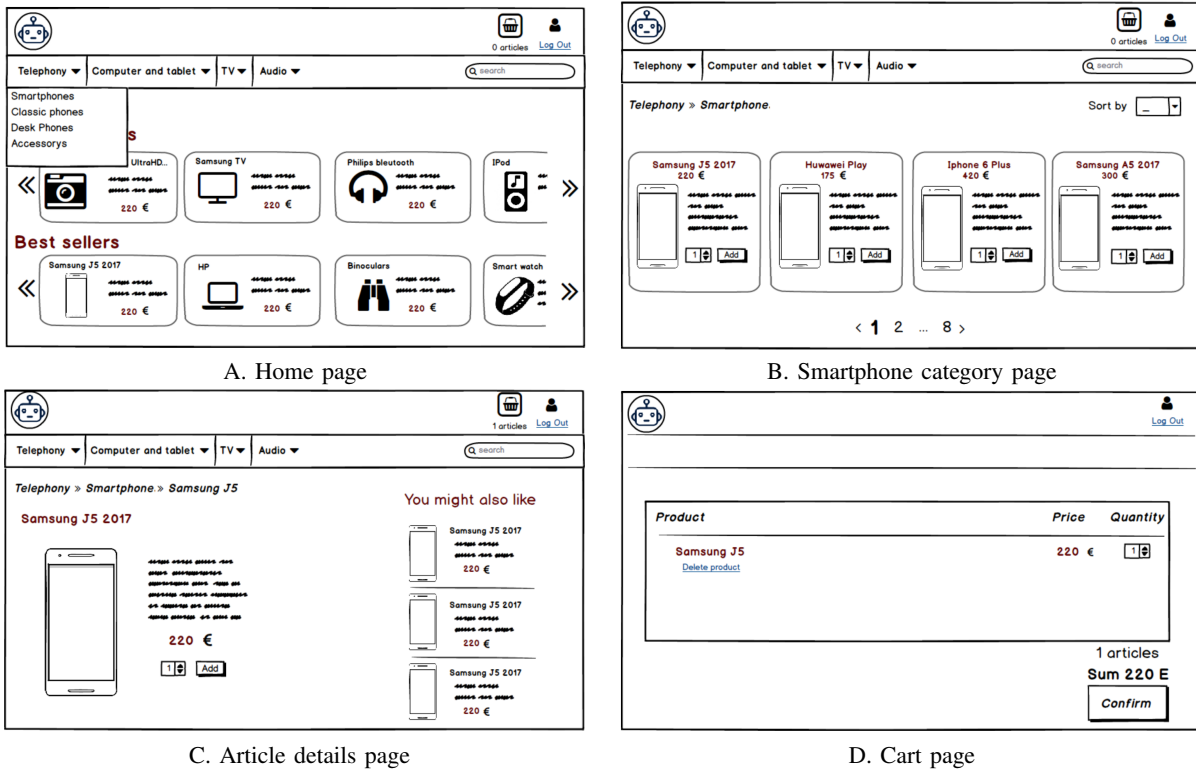 0 articles Log Out
Telephony Computer and tablet TV Audio search
Smartphones
Classic phones
Desk Phones
Accessorys
s
UltraHD... Samsung TV Philips bleutooth IPod
220 € 220 € 220 €
Best sellers
Samsung J5 2017 HP Binoculars Smart watch
220 € 220 € 220 €
A. Home page
0 articles Log Out
Telephony Computer and tablet TV Audio search
Telephony » Smartphone. Sort by _
Samsung J5 2017 Huwawei Play Iphone 6 Plus Samsung A5 2017
220 € 175 € 420 € 300 €
1 Add 1 Add 1 Add 1 Add
< 1 2 ... 8 >
B. Smartphone category page
1 articles Log Out
Telephony Computer and tablet TV Audio search
Telephony » Smartphone.» Samsung J5
You might also like
Samsung J5 2017
Samsung J5 2017
220 €
Samsung J5 2017
220 €
Samsung J5 2017
220 €
220 €
1 Add
C. Article details page
Log Out
Product Price Quantity
Samsung J5 220 € 1
Delete product
1 articles
Sum 220 E
Confirm
D. Cart page